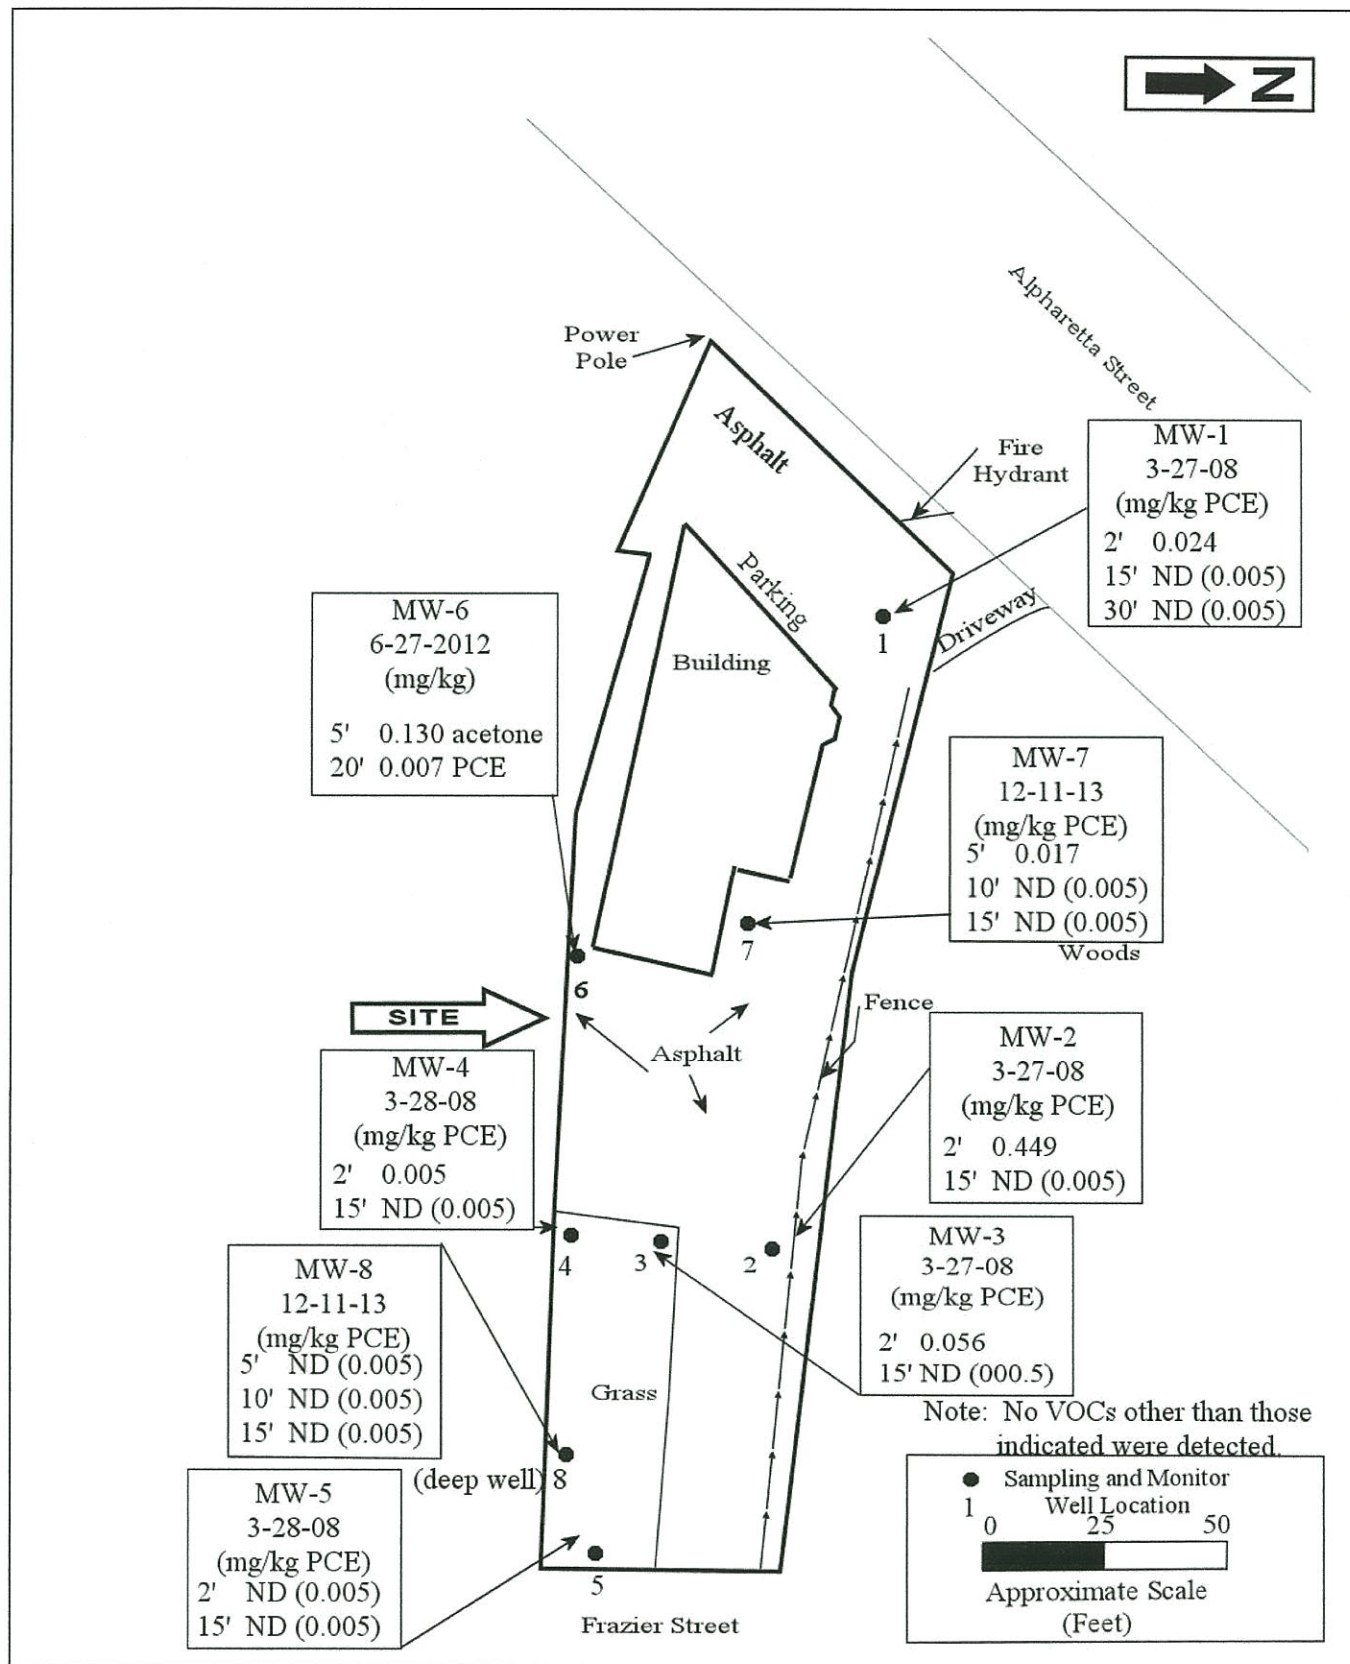 N
Alpharetta Street
Power
Pole
Asphalt
Fire
Hydrant
MW-1
3-27-08
(mg/kg PCE)
2' 0.024
15' ND (0.005)
30' ND (0.005)
Parking
Driveway
1
Building
MW-6
6-27-2012
(mg/kg)
5' 0.130 acetone
20' 0.007 PCE
MW-7
12-11-13
(mg/kg PCE)
5' 0.017
10' ND (0.005)
15' ND (0.005)
7
Woods
6
SITE
Fence
Asphalt
MW-2
3-27-08
(mg/kg PCE)
2' 0.449
15' ND (0.005)
MW-4
3-28-08
(mg/kg PCE)
2' 0.005
15' ND (0.005)
4
3
2
MW-3
3-27-08
(mg/kg PCE)
2' 0.056
15' ND (000.5)
MW-8
12-11-13
(mg/kg PCE)
5' ND (0.005)
10' ND (0.005)
15' ND (0.005)
Grass
(deep well) 8
MW-5
3-28-08
(mg/kg PCE)
2' ND (0.005)
15' ND (0.005)
5
Frazier Street
Note: No VOCs other than those
indicated were detected.
Sampling and Monitor
1 Well Location
0 25 50
Approximate Scale
(Feet)